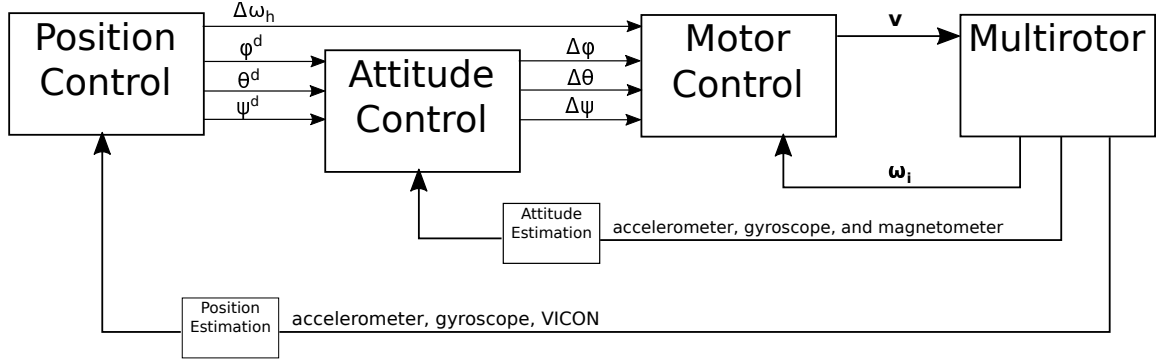 Δω_h
Position
Control
φ^d
θ^d
ψ^d
Attitude
Control
Δφ
Δθ
Δψ
Motor
Control
v
Multirotor
ω_i
Attitude
Estimation
accelerometer, gyroscope, and magnetometer
Position
Estimation
accelerometer, gyroscope, VICON